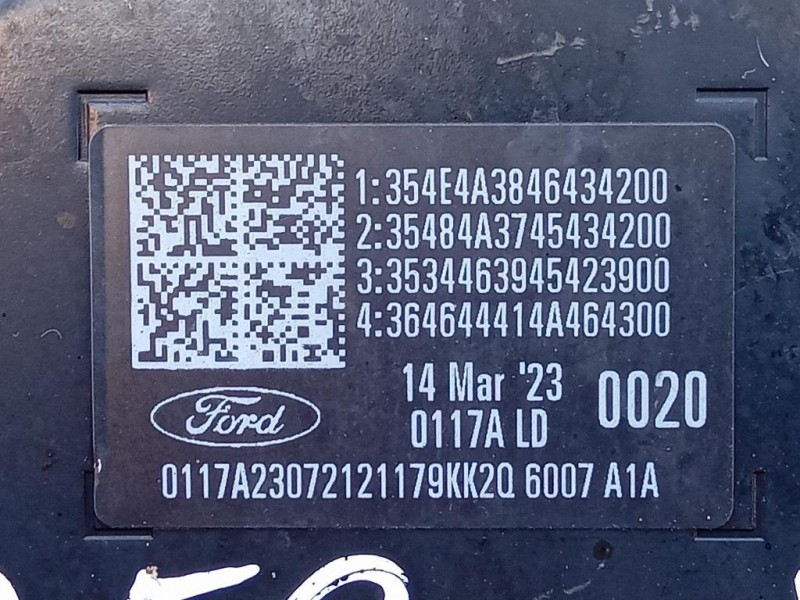 1:354E4A3846434200
2:35484A3745434200
3:3534463945423900
4:364644414A464300
14 Mar '23
0020
0117A LD
Ford
0117A23072121179KK2Q 6007 A1A